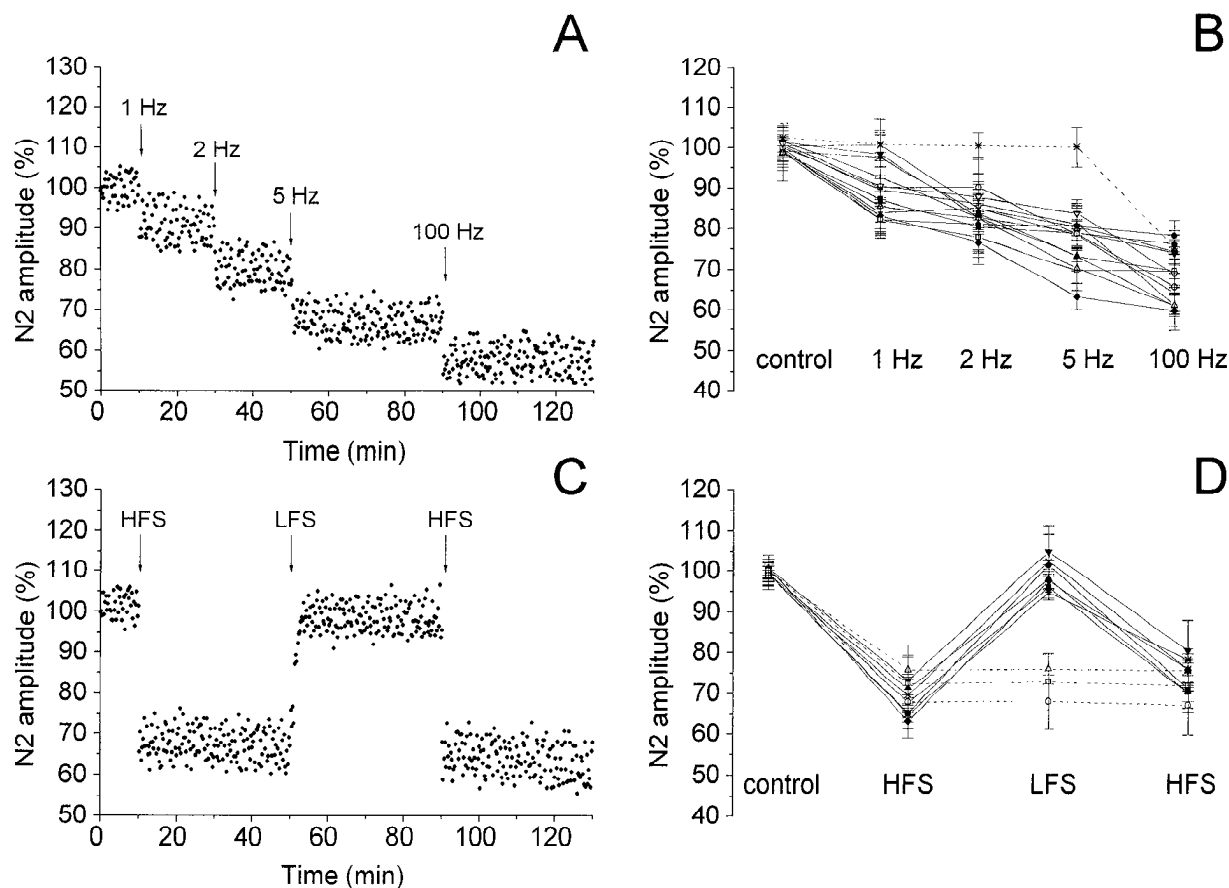 A
N2 amplitude (%)
130
120
110
100
90
80
70
60
50
1 Hz
2 Hz
5 Hz
100 Hz
0 20 40 60 80 100 120
Time (min)
B
N2 amplitude (%)
120
110
100
90
80
70
60
50
40
control 1 Hz 2 Hz 5 Hz 100 Hz
C
N2 amplitude (%)
130
120
110
100
90
80
70
60
50
HFS LFS HFS
0 20 40 60 80 100 120
Time (min)
D
N2 amplitude (%)
120
110
100
90
80
70
60
50
40
control HFS LFS HFS